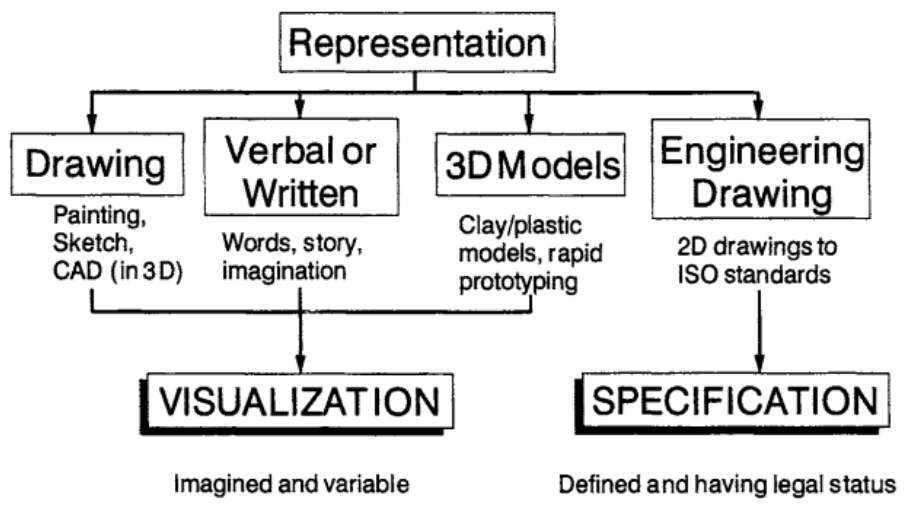 Representation
Drawing
Verbal or
Written
3D Models
Engineering
Drawing
Painting,
Sketch,
CAD (in 3D)
Words, story,
imagination
Clay/plastic
models, rapid
prototyping
2D drawings to
ISO standards
VISUALIZATION
SPECIFICATION
Imagined and variable
Defined and having legal status